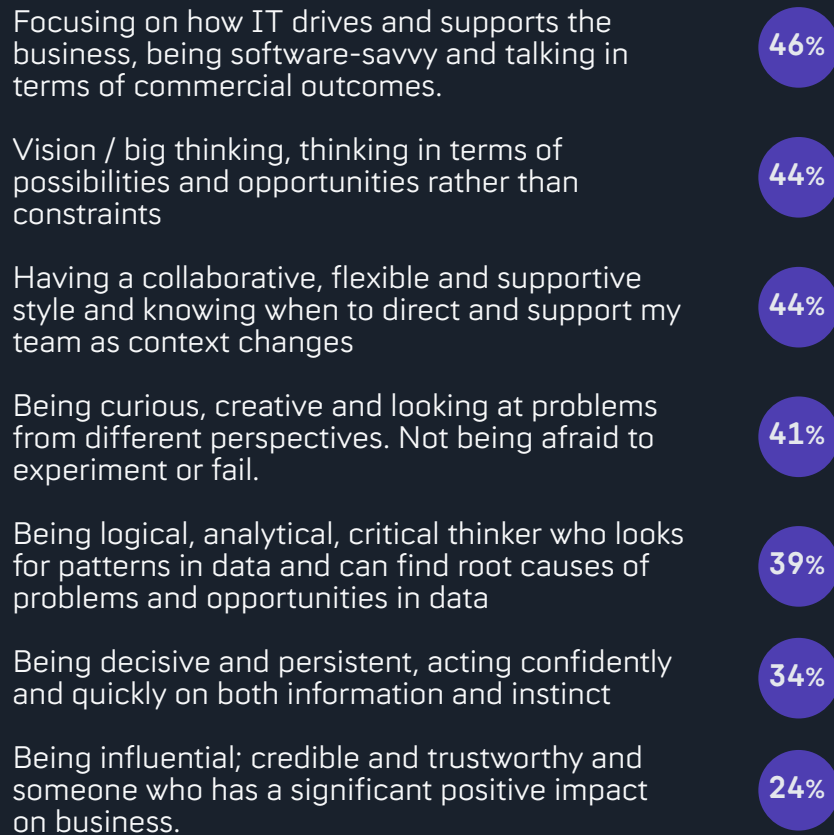 Focusing on how IT drives and supports the
business, being software-savvy and talking in
terms of commercial outcomes.
46%
Vision / big thinking, thinking in terms of
possibilities and opportunities rather than
constraints
44%
Having a collaborative, flexible and supportive
style and knowing when to direct and support my
team as context changes
44%
Being curious, creative and looking at problems
from different perspectives. Not being afraid to
experiment or fail.
41%
Being logical, analytical, critical thinker who looks
for patterns in data and can find root causes of
problems and opportunities in data
39%
Being decisive and persistent, acting confidently
and quickly on both information and instinct
34%
Being influential; credible and trustworthy and
someone who has a significant positive impact
on business.
24%